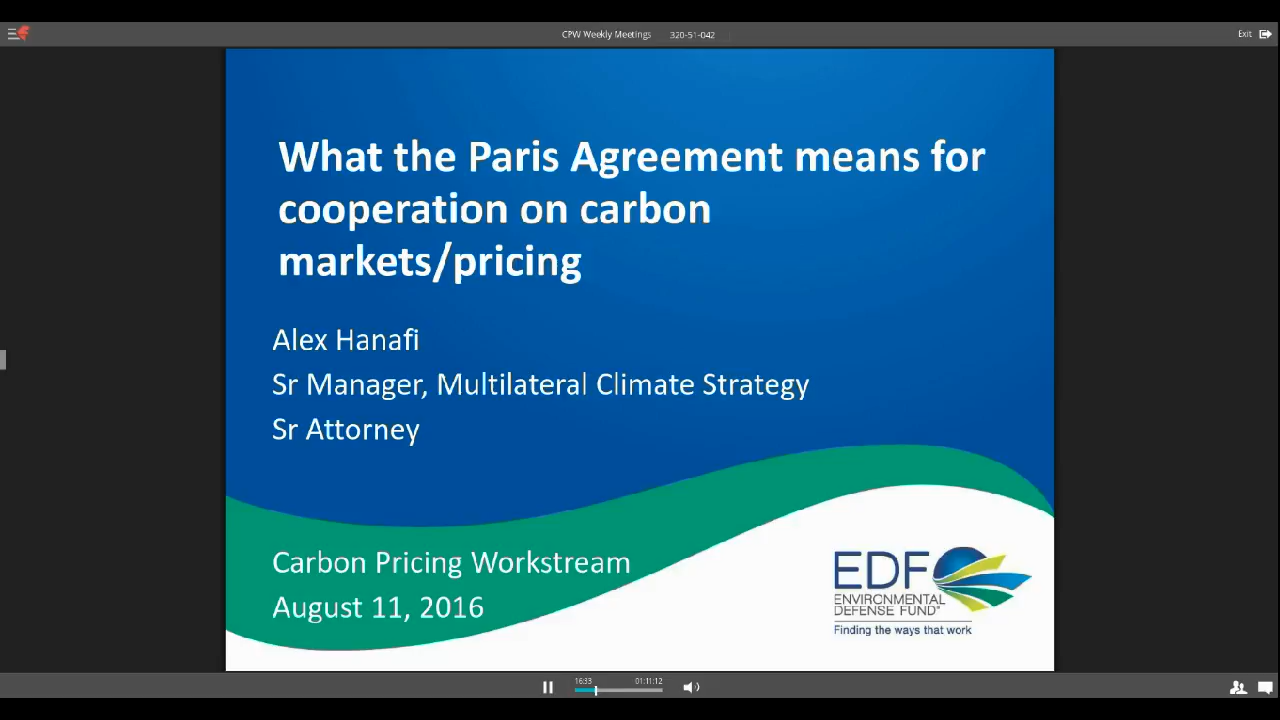 CPW Weekly Meetings 320-51-042
Exit
What the Paris Agreement means for
cooperation on carbon
markets/pricing
Alex Hanafi
Sr Manager, Multilateral Climate Strategy
Sr Attorney
Carbon Pricing Workstream
August 11, 2016
EDF
ENVIRONMENTAL
DEFENSE FUND®
Finding the ways that work
16:33 01:11:12